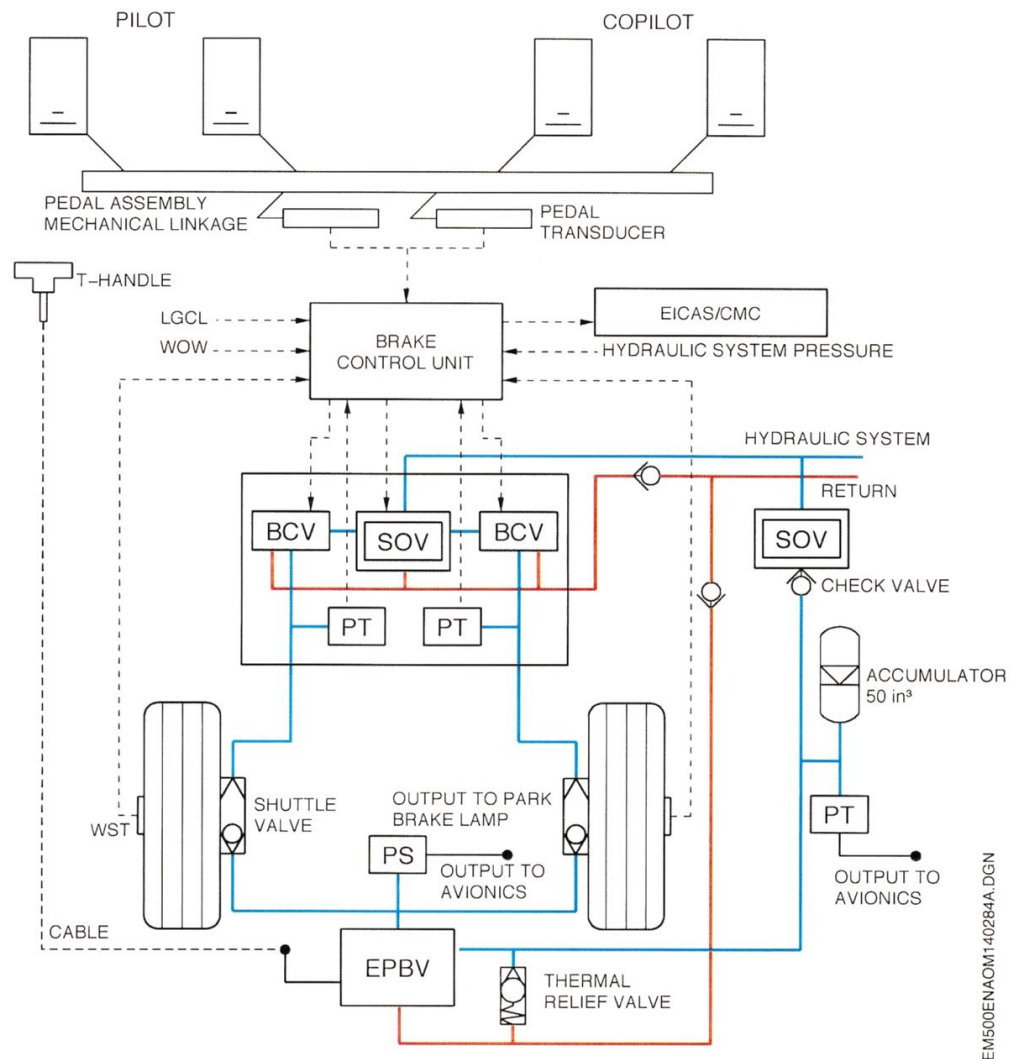 PILOT
COPILOT
PEDAL ASSEMBLY
MECHANICAL LINKAGE
PEDAL
TRANSDUCER
T-HANDLE
LGCL
WOW
BRAKE
CONTROL UNIT
EICAS/CMC
HYDRAULIC SYSTEM PRESSURE
HYDRAULIC SYSTEM
RETURN
BCV
SOV
BCV
SOV
PT
PT
CHECK VALVE
ACCUMULATOR
50 in³
WST
SHUTTLE
VALVE
OUTPUT TO PARK
BRAKE LAMP
PS
OUTPUT TO
AVIONICS
PT
OUTPUT TO
AVIONICS
CABLE
EPBV
THERMAL
RELIEF VALVE
EM500ENAOM140284A.DGN